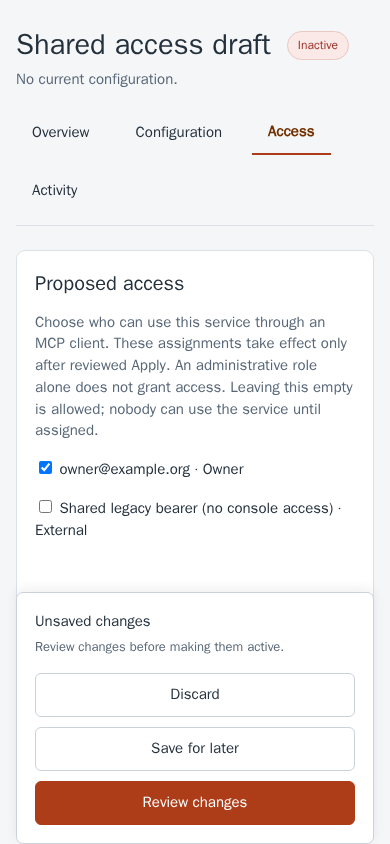 Shared access draft
Inactive
No current configuration.
Overview
Configuration
Access
Activity
Proposed access
Choose who can use this service through an
MCP client. These assignments take effect only
after reviewed Apply. An administrative role
alone does not grant access. Leaving this empty
is allowed; nobody can use the service until
assigned.
owner@example.org · Owner
Shared legacy bearer (no console access) ·
External
Unsaved changes
Review changes before making them active.
Discard
Save for later
Review changes